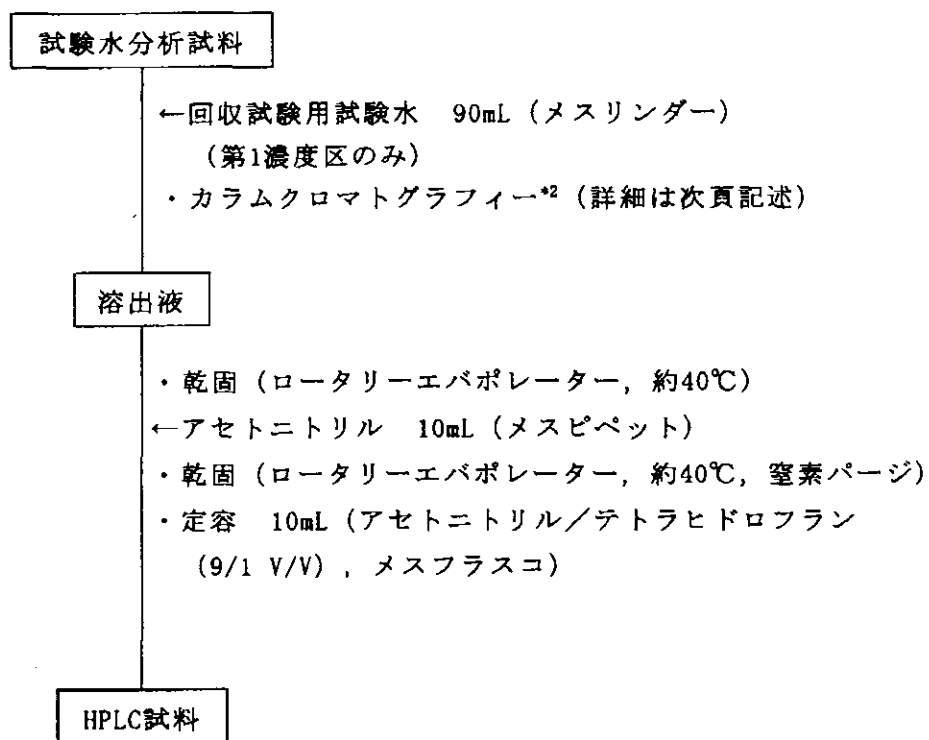 試験水分析試料
←回収試験用試験水 90mL（メスリンダー）
（第1濃度区のみ）
・カラムクロマトグラフィー*2（詳細は次頁記述）
溶出液
・乾固（ロータリーエバポレーター, 約40℃）
←アセトニトリル 10mL（メスピペット）
・乾固（ロータリーエバポレーター, 約40℃, 窒素パージ）
・定容 10mL（アセトニトリル／テトラヒドロフラン
（9/1 V/V）, メスフラスコ）
HPLC試料